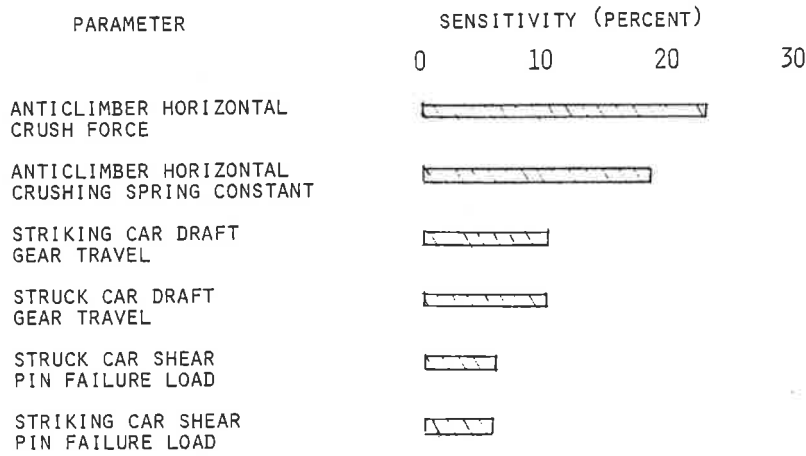 PARAMETER SENSITIVITY (PERCENT)
0 10 20 30
ANTICLIMBER HORIZONTAL
CRUSH FORCE
ANTICLIMBER HORIZONTAL
CRUSHING SPRING CONSTANT
STRIKING CAR DRAFT
GEAR TRAVEL
STRUCK CAR DRAFT
GEAR TRAVEL
STRUCK CAR SHEAR
PIN FAILURE LOAD
STRIKING CAR SHEAR
PIN FAILURE LOAD